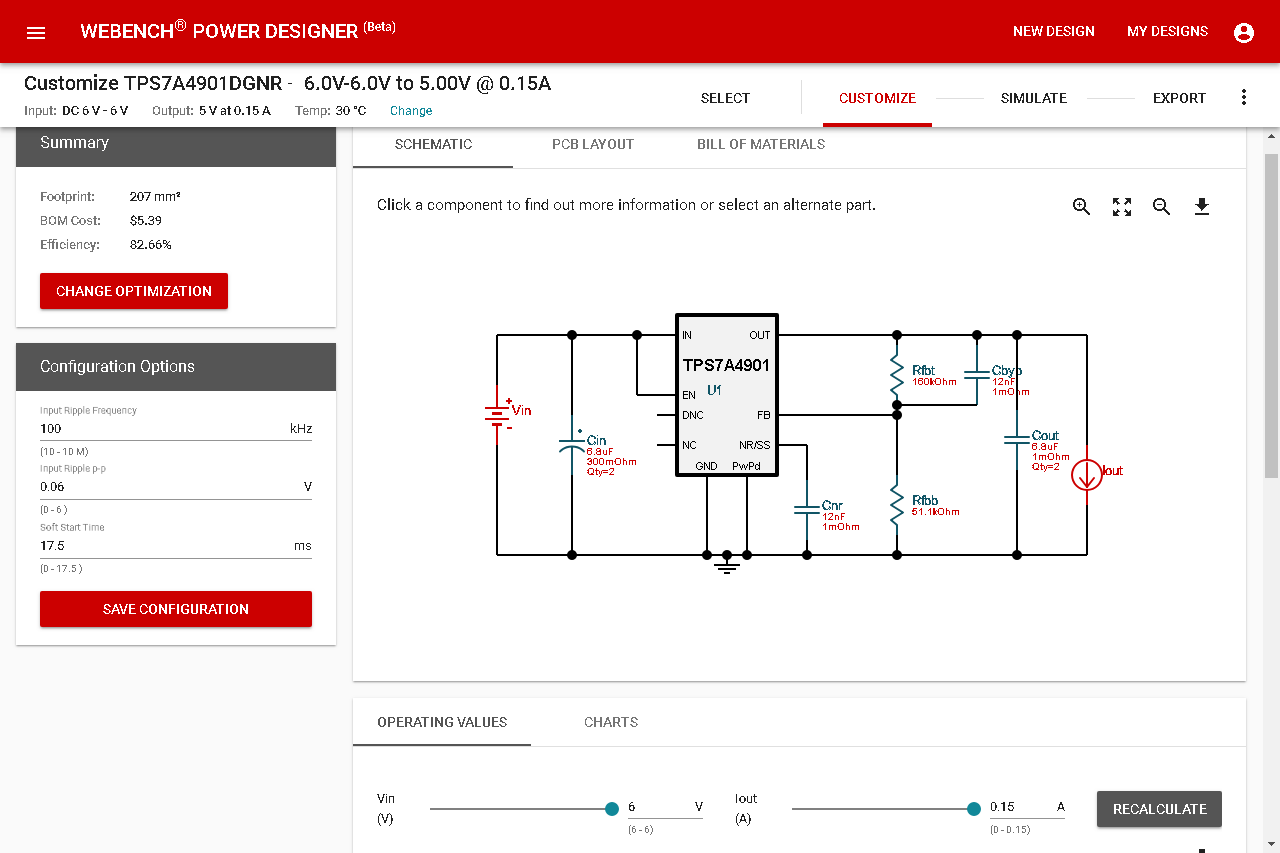 WEBENCH® POWER DESIGNER (Beta)
NEW DESIGN
MY DESIGNS
Customize TPS7A4901DGNR - 6.0V-6.0V to 5.00V @ 0.15A
Input: DC 6 V - 6 V Output: 5 V at 0.15 A Temp: 30 °C Change
SELECT
CUSTOMIZE
SIMULATE
EXPORT
Summary
Footprint: 207 mm²
BOM Cost: $5.39
Efficiency: 82.66%
CHANGE OPTIMIZATION
Configuration Options
Input Ripple Frequency
100 kHz
(10 - 10 M)
Input Ripple p-p
0.06 V
(0 - 6 )
Soft Start Time
17.5 ms
(0 - 17.5 )
SAVE CONFIGURATION
SCHEMATIC
PCB LAYOUT
BILL OF MATERIALS
Click a component to find out more information or select an alternate part.
IN OUT
TPS7A4901
U1
EN
DNC FB
NC NR/SS
GND PwPd
+
Vin
-
Cin
6.8uF
300mOhm
Qty=2
Cnr
12nF
1mOhm
Rfbt
160kOhm
Cbyp
12nF
1mOhm
Rfbb
51.1kOhm
Cout
6.8uF
1mOhm
Qty=2
Iout
OPERATING VALUES
CHARTS
Vin
(V)
6 V
(6 - 6)
Iout
(A)
0.15 A
(0 - 0.15)
RECALCULATE